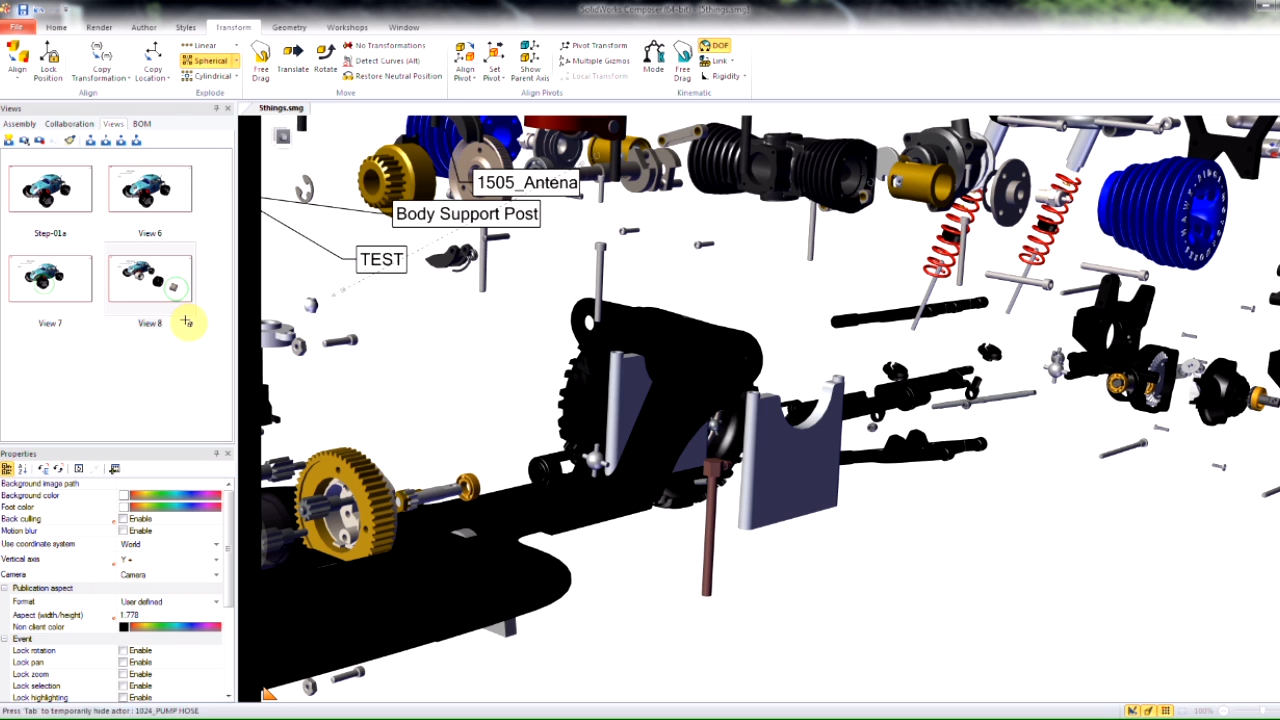 SolidWorks Composer (64-bit) - [5things.smg]
File Home Render Author Styles Transform Geometry Workshops Window
Linear
Spherical
Cylindrical
Align
Lock Position
Copy Transformation
Copy Location
Free Drag
Translate
Rotate
No Transformations
Detect Curves (Alt)
Restore Neutral Position
Align Pivot
Set Pivot
Show Parent Axis
Pivot Transform
Multiple Gizmos
Local Transform
Mode
Free Drag
DOF
Link
Rigidity
Align Explode Move Align Pivots Kinematic
Views
5things.smg
Assembly Collaboration Views BOM
Step-01a View 6
View 7 View 8
1505_Antena
Body Support Post
TEST
Properties
Background image path
Background color
Foot color
Back culling Enable
Motion blur Enable
Use coordinate system World
Vertical axis Y+
Camera Camera
Publication aspect
Format User defined
Aspect (width/height) 1.778
Non client color
Event
Lock rotation Enable
Lock pan Enable
Lock zoom Enable
Lock selection Enable
Lock highlighting Enable
Press 'Tab' to temporarily hide actor : 1024_PUMP HOSE
100%